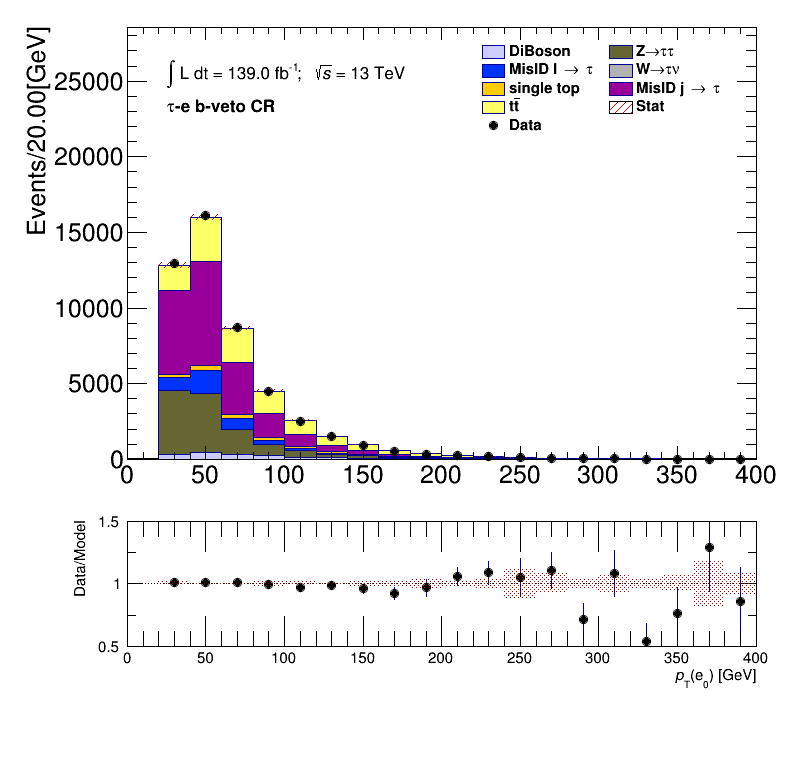 Events/20.00[GeV]
25000
20000
15000
10000
5000
0
∫ L dt = 139.0 fb⁻¹; √s = 13 TeV
τ-e b-veto CR
DiBoson
MisID l → τ
single top
tt̄
Data
Z→ττ
W→τν
MisID j → τ
Stat
0 50 100 150 200 250 300 350 400
Data/Model
1.5
1
0.5
0 50 100 150 200 250 300 350 400
p_T(e_0) [GeV]